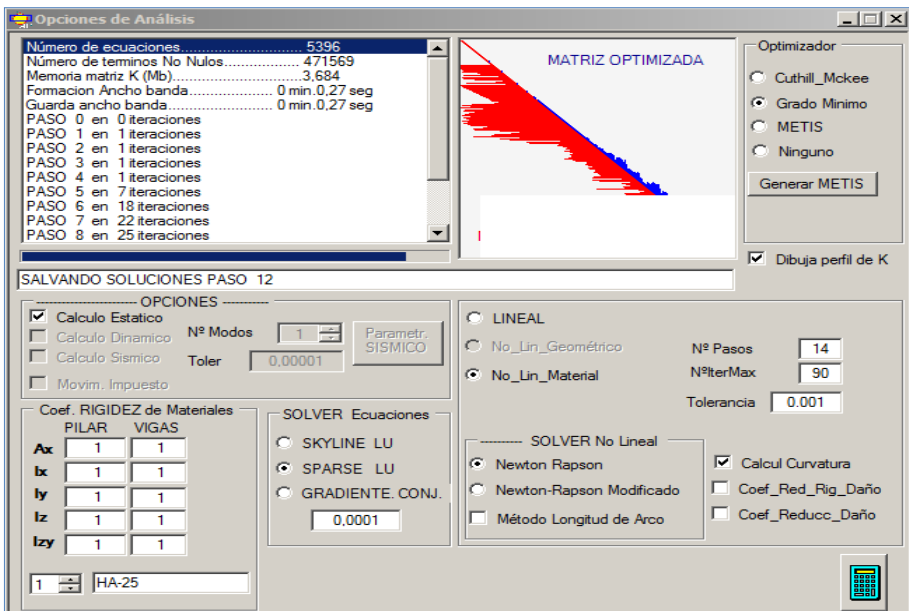 Opciones de Análisis
Número de ecuaciones............................ 5396
Número de terminos No Nulos.................. 471569
Memoria matriz K (Mb)...............................3,684
Formacion Ancho banda.................... 0 min.0,27 seg
Guarda ancho banda......................... 0 min.0,27 seg
PASO 0 en 0 iteraciones
PASO 1 en 1 iteraciones
PASO 2 en 1 iteraciones
PASO 3 en 1 iteraciones
PASO 4 en 1 iteraciones
PASO 5 en 7 iteraciones
PASO 6 en 18 iteraciones
PASO 7 en 22 iteraciones
PASO 8 en 25 iteraciones
MATRIZ OPTIMIZADA
Optimizador
Cuthill_Mckee
Grado Minimo
METIS
Ninguno
Generar METIS
Dibuja perfil de K
SALVANDO SOLUCIONES PASO 12
------------------------ OPCIONES -----------
Calculo Estatico
Calculo Dinamico
Calculo Sismico
Movim. Impuesto
Nº Modos 1
Toler 0,00001
Parametr. SISMICO
LINEAL
No_Lin_Geométrico
No_Lin_Material
Nº Pasos 14
NºIterMax 90
Tolerancia 0.001
Coef. RIGIDEZ de Materiales
PILAR VIGAS
Ax 1 1
Ix 1 1
Iy 1 1
Iz 1 1
Izy 1 1
1 HA-25
SOLVER Ecuaciones
SKYLINE LU
SPARSE LU
GRADIENTE. CONJ.
0,0001
---------- SOLVER No Lineal
Newton Rapson
Newton-Rapson Modificado
Método Longitud de Arco
Calcul Curvatura
Coef_Red_Rig_Daño
Coef_Reducc_Daño